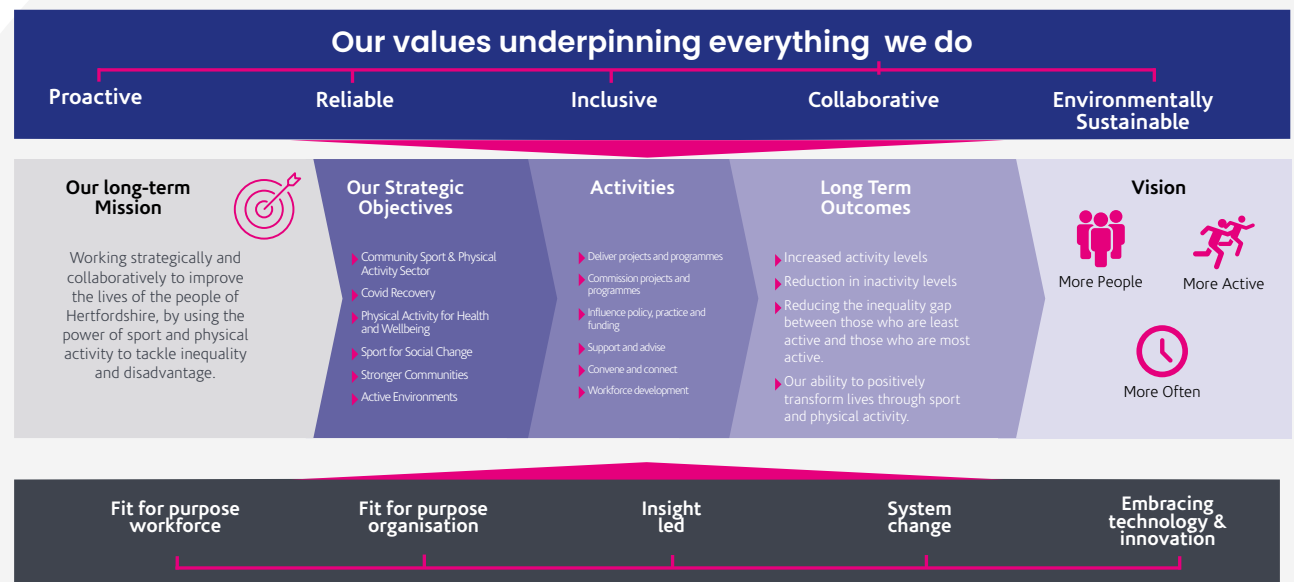 Our values underpinning everything we do
Proactive
Reliable
Inclusive
Collaborative
Environmentally
Sustainable
Our long-term
Mission
Working strategically and
collaboratively to improve
the lives of the people of
Hertfordshire, by using the
power of sport and physical
activity to tackle inequality
and disadvantage.
Our Strategic
Objectives
Community Sport & Physical
Activity Sector
Covid Recovery
Physical Activity for Health
and Wellbeing
Sport for Social Change
Stronger Communities
Active Environments
Activities
Deliver projects and programmes
Commission projects and
programmes
Influence policy, practice and
funding
Support and advise
Convene and connect
Workforce development
Long Term
Outcomes
Increased activity levels
Reduction in inactivity levels
Reducing the inequality gap
between those who are least
active and those who are most
active.
Our ability to positively
transform lives through sport
and physical activity.
Vision
More People
More Active
More Often
Fit for purpose
workforce
Fit for purpose
organisation
Insight
led
System
change
Embracing
technology &
innovation